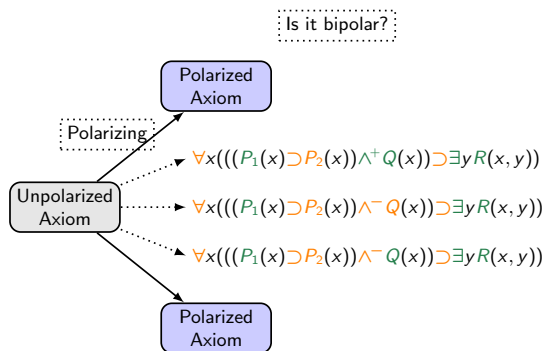 Is it bipolar?
Polarized
Axiom
Polarizing
∀x(((P₁(x)⊃P₂(x))∧⁺Q(x))⊃∃yR(x, y))
Unpolarized
Axiom
∀x(((P₁(x)⊃P₂(x))∧⁻Q(x))⊃∃yR(x, y))
∀x(((P₁(x)⊃P₂(x))∧⁻Q(x))⊃∃yR(x, y))
Polarized
Axiom